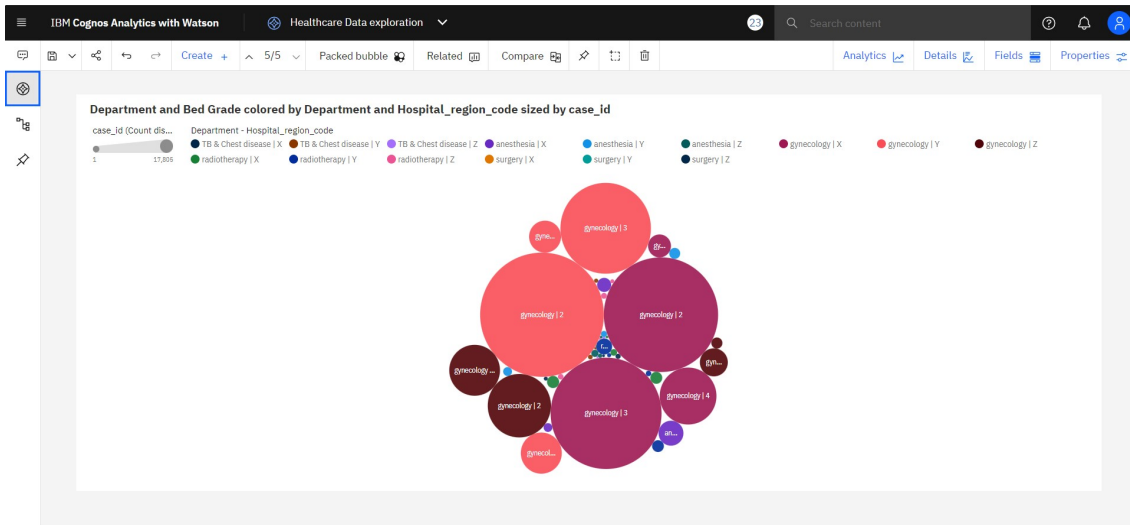 IBM Cognos Analytics with Watson
Healthcare Data exploration
23
Search content
Create +
5/5
Packed bubble
Related
Compare
Analytics
Details
Fields
Properties
Department and Bed Grade colored by Department and Hospital_region_code sized by case_id
case_id (Count dis...
1
17,805
Department - Hospital_region_code
TB & Chest disease | X
TB & Chest disease | Y
TB & Chest disease | Z
anesthesia | X
anesthesia | Y
anesthesia | Z
gynecology | X
gynecology | Y
gynecology | Z
radiotherapy | X
radiotherapy | Y
radiotherapy | Z
surgery | X
surgery | Y
surgery | Z
gynecology | 3
gyne...
gy...
gynecology | 2
gynecology | 2
r...
gyn...
gynecology ...
gynecology | 4
gynecology | 2
gynecology | 3
an...
gynecol...